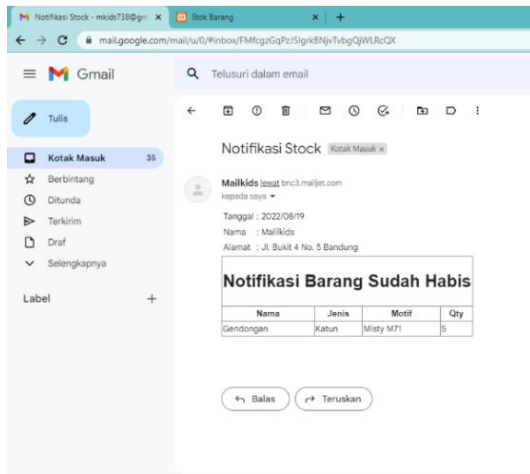 Notifikasi Stock - mkids738@gm
Stok Barang
mail.google.com/mail/u/0/#inbox/FMfcgzGqPzJSlgrkBNjvTvbgQjWLRcQX
Gmail
Telusuri dalam email
Tulis
Kotak Masuk 35
Berbintang
Ditunda
Terkirim
Draf
Selengkapnya
Label
Notifikasi Stock Kotak Masuk x
Mailkids lewat bnc3.mailjet.com
kepada saya
Tanggal : 2022/08/19
Nama : Mailkids
Alamat : Jl. Bukit 4 No. 5 Bandung
Notifikasi Barang Sudah Habis
Nama Jenis Motif Qty
Gendongan Katun Misty M71 5
Balas Teruskan